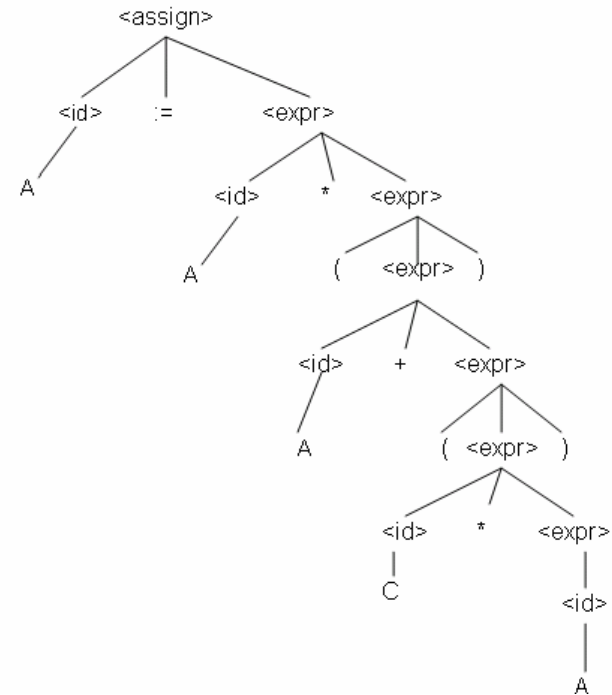 <assign>
<id> := <expr>
A
<id> * <expr>
A
( <expr> )
<id> + <expr>
A
( <expr> )
<id> * <expr>
C
<id>
A